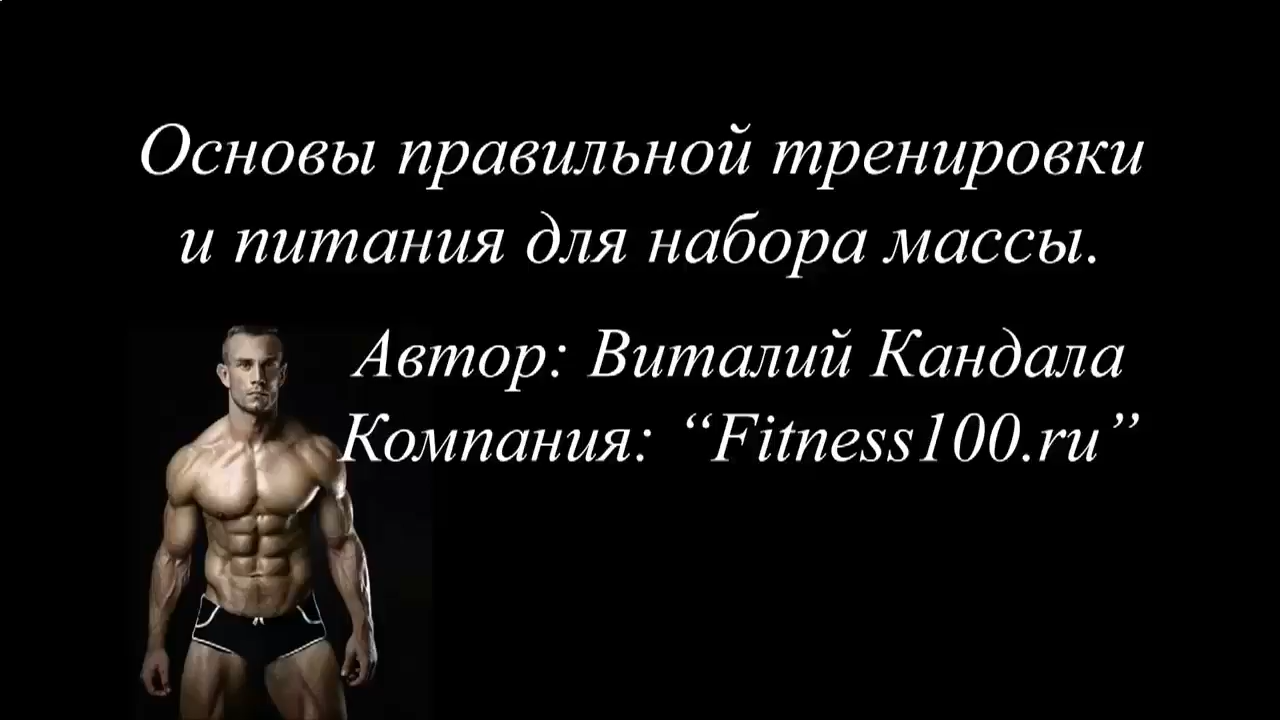 Основы правильной тренировки
и питания для набора массы.
Автор: Виталий Кандала
Компания: “Fitness100.ru”